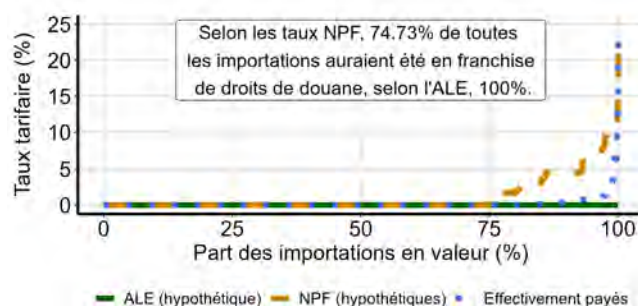 Taux tarifaire (%)
25
20
15
10
5
0
Selon les taux NPF, 74.73% de toutes
les importations auraient été en franchise
de droits de douane, selon l'ALE, 100%.
0 25 50 75 100
Part des importations en valeur (%)
ALE (hypothétique) NPF (hypothétiques) Effectivement payés